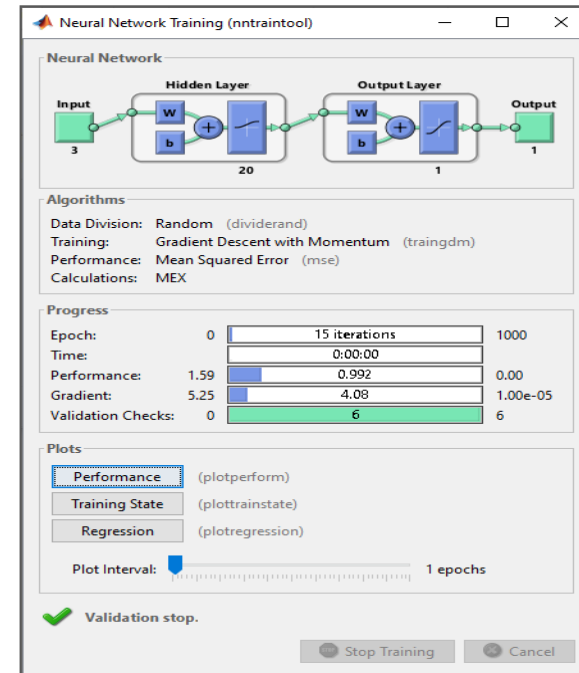 Neural Network Training (nntraintool)
Neural Network
Hidden Layer Output Layer
Input Output
W W
b b
+ +
3 1
20 1
Algorithms
Data Division: Random (dividerand)
Training: Gradient Descent with Momentum (traingdm)
Performance: Mean Squared Error (mse)
Calculations: MEX
Progress
Epoch: 0 15 iterations 1000
Time: 0:00:00
Performance: 1.59 0.992 0.00
Gradient: 5.25 4.08 1.00e-05
Validation Checks: 0 6 6
Plots
Performance (plotperform)
Training State (plottrainstate)
Regression (plotregression)
Plot Interval: 1 epochs
Validation stop.
Stop Training Cancel